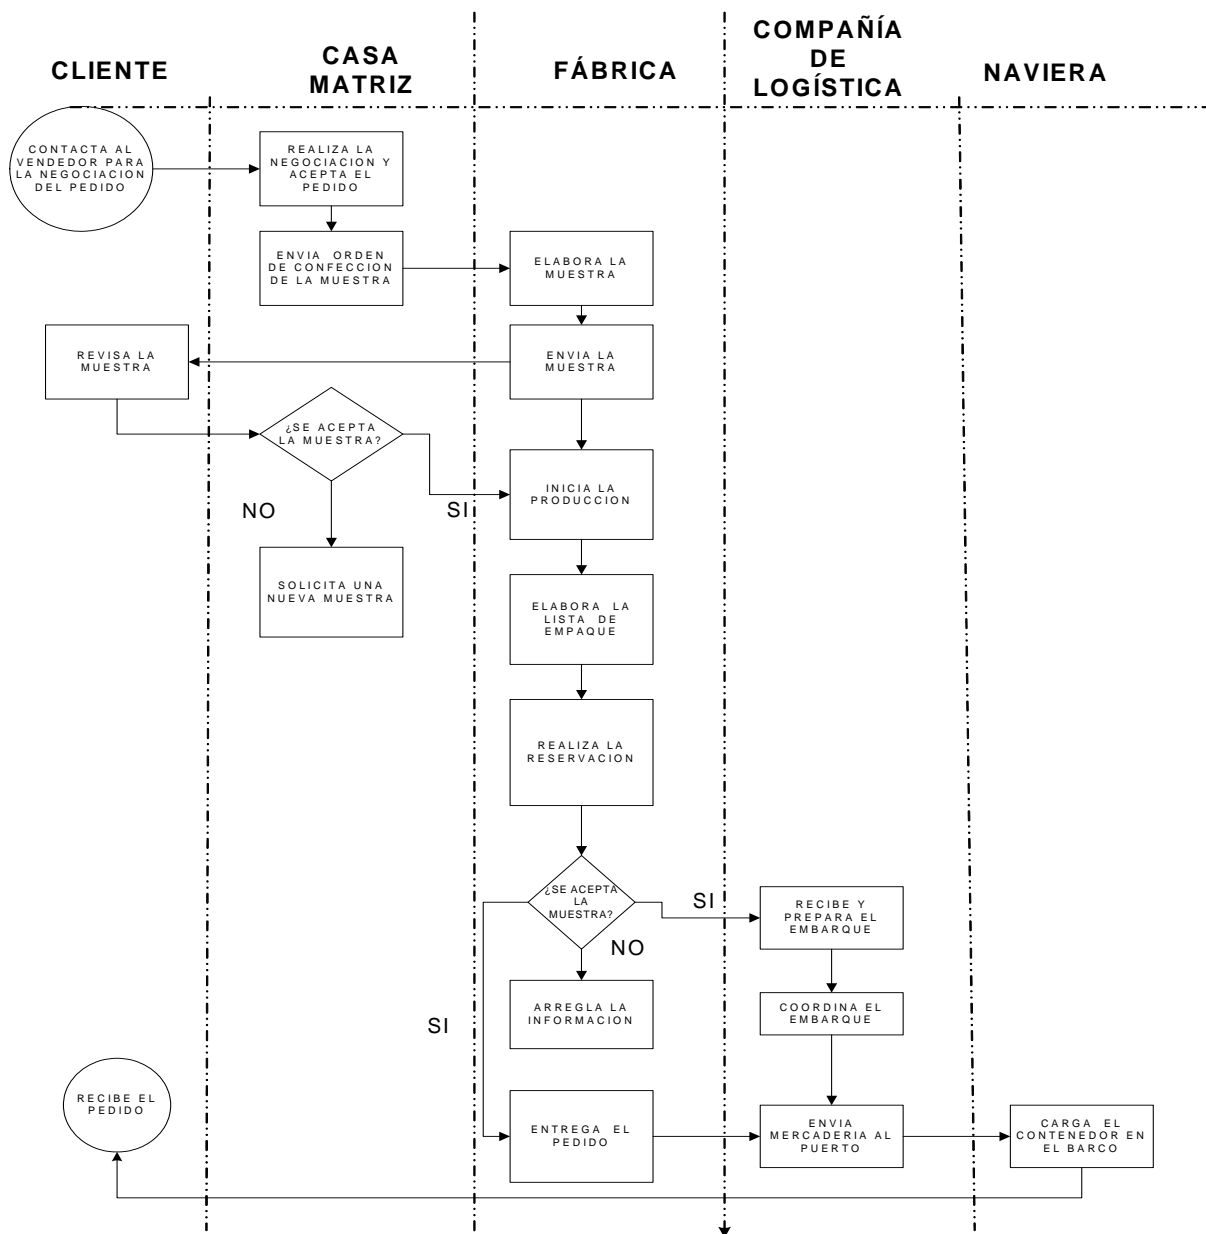 CLIENTE
CASA
MATRIZ
FÁBRICA
COMPAÑÍA
DE
LOGÍSTICA
NAVIERA
CONTACTA AL
VENDEDOR PARA
LA NEGOCIACION
DEL PEDIDO
REALIZA LA
NEGOCIACION Y
ACEPTA EL
PEDIDO
ENVIA ORDEN
DE CONFECCION
DE LA MUESTRA
ELABORA LA
MUESTRA
REVISA LA
MUESTRA
ENVIA LA
MUESTRA
¿SE ACEPTA
LA MUESTRA?
NO
SI
INICIA LA
PRODUCCION
SOLICITA UNA
NUEVA MUESTRA
ELABORA LA
LISTA DE
EMPAQUE
REALIZA LA
RESERVACION
¿SE ACEPTA
LA
MUESTRA?
SI
NO
SI
RECIBE Y
PREPARA EL
EMBARQUE
ARREGLA LA
INFORMACION
COORDINA EL
EMBARQUE
RECIBE EL
PEDIDO
ENTREGA EL
PEDIDO
ENVIA
MERCADERIA AL
PUERTO
CARGA EL
CONTENEDOR EN
EL BARCO